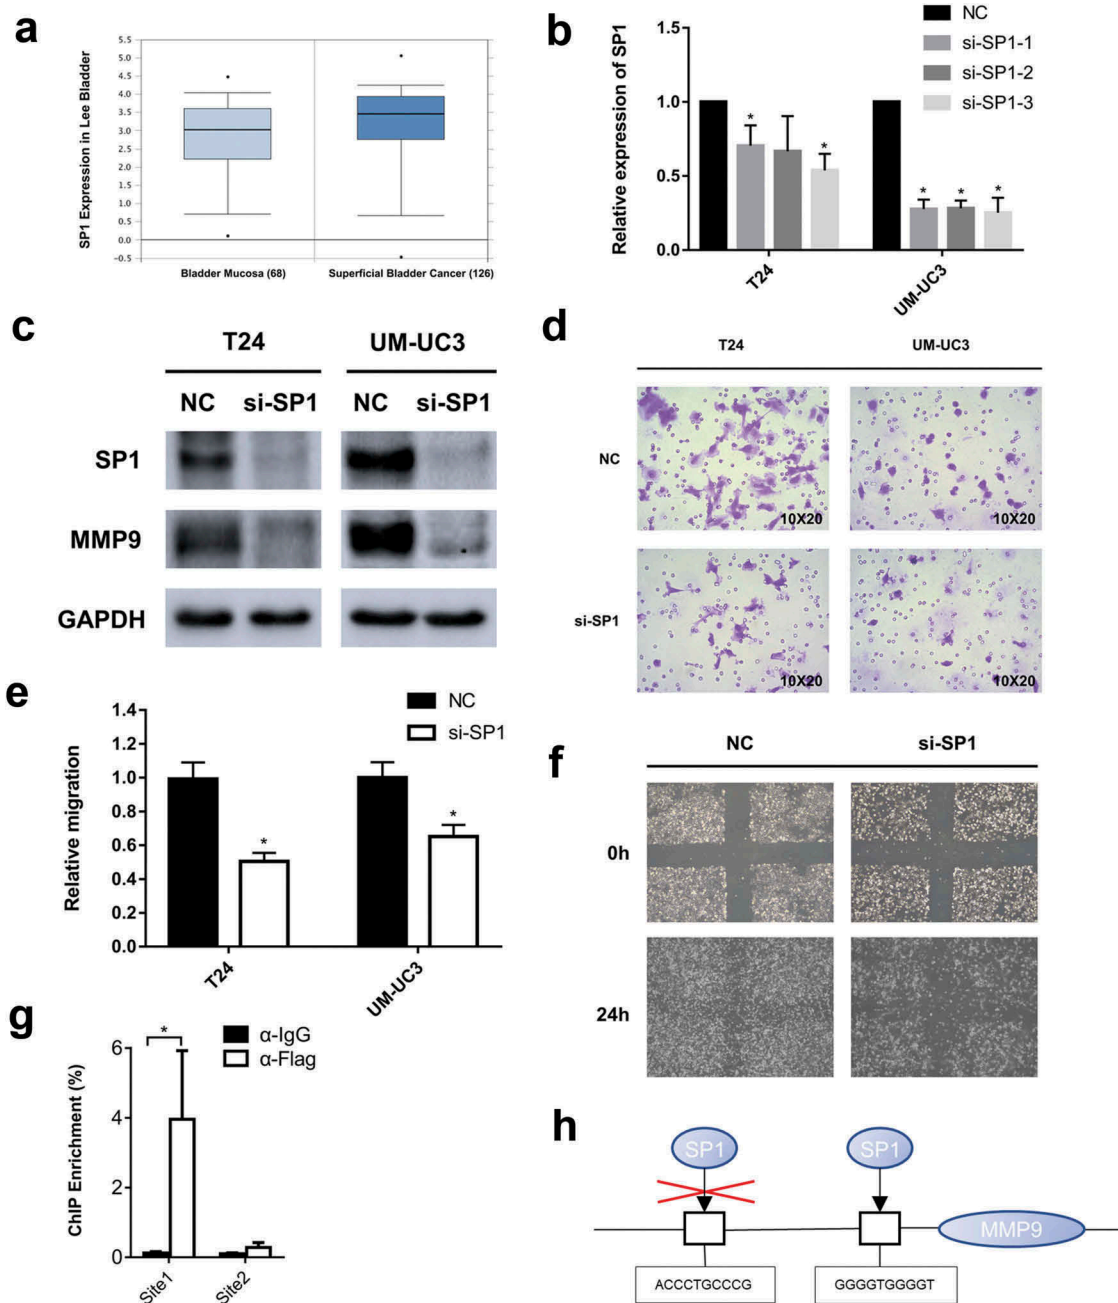 a
SP1 Expression in Lee Bladder
5.5
5.0
4.5
4.0
3.5
3.0
2.5
2.0
1.5
1.0
0.5
0.0
-0.5
Bladder Mucosa (68)
Superficial Bladder Cancer (126)
b
Relative expression of SP1
1.5
1.0
0.5
0.0
NC
si-SP1-1
si-SP1-2
si-SP1-3
* * * * *
T24
UM-UC3
c
T24 UM-UC3
NC si-SP1 NC si-SP1
SP1
MMP9
GAPDH
d
T24 UM-UC3
NC
10X20 10X20
si-SP1
10X20 10X20
e
Relative migration
1.4
1.2
1.0
0.8
0.6
0.4
0.2
0.0
NC
si-SP1
* *
T24
UM-UC3
f
NC si-SP1
0h
24h
g
ChIP Enrichment (%)
6
4
2
0
α-IgG
α-Flag
*
Site1
Site2
h
SP1 SP1
MMP9
ACCCTGCCCG GGGGTGGGGT